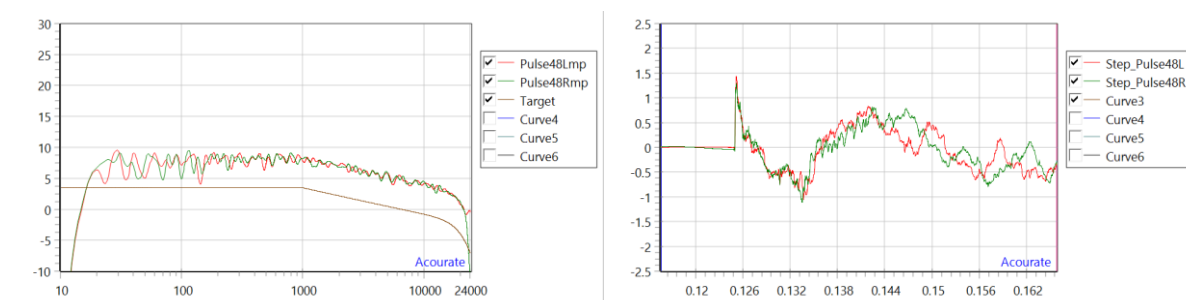 30
25
20
15
10
5
0
-5
-10
10 100 1000 10000 24000
Acourate
Pulse48Lmp
Pulse48Rmp
Target
Curve4
Curve5
Curve6
2.5
2
1.5
1
0.5
0
-0.5
-1
-1.5
-2
-2.5
0.12 0.126 0.132 0.138 0.144 0.15 0.156 0.162
Acourate
Step_Pulse48L
Step_Pulse48R
Curve3
Curve4
Curve5
Curve6